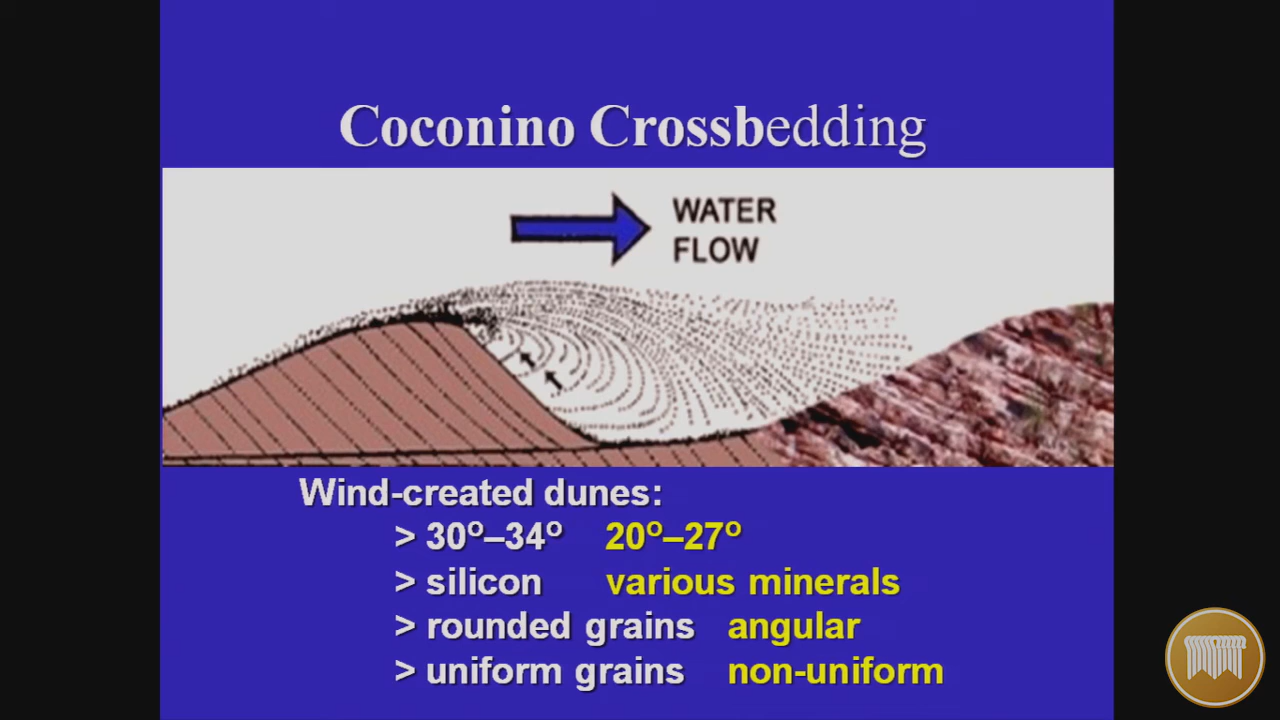 Coconino Crossbedding
WATER
FLOW
Wind-created dunes:
> 30º–34º 20º–27º
> silicon various minerals
> rounded grains angular
> uniform grains non-uniform